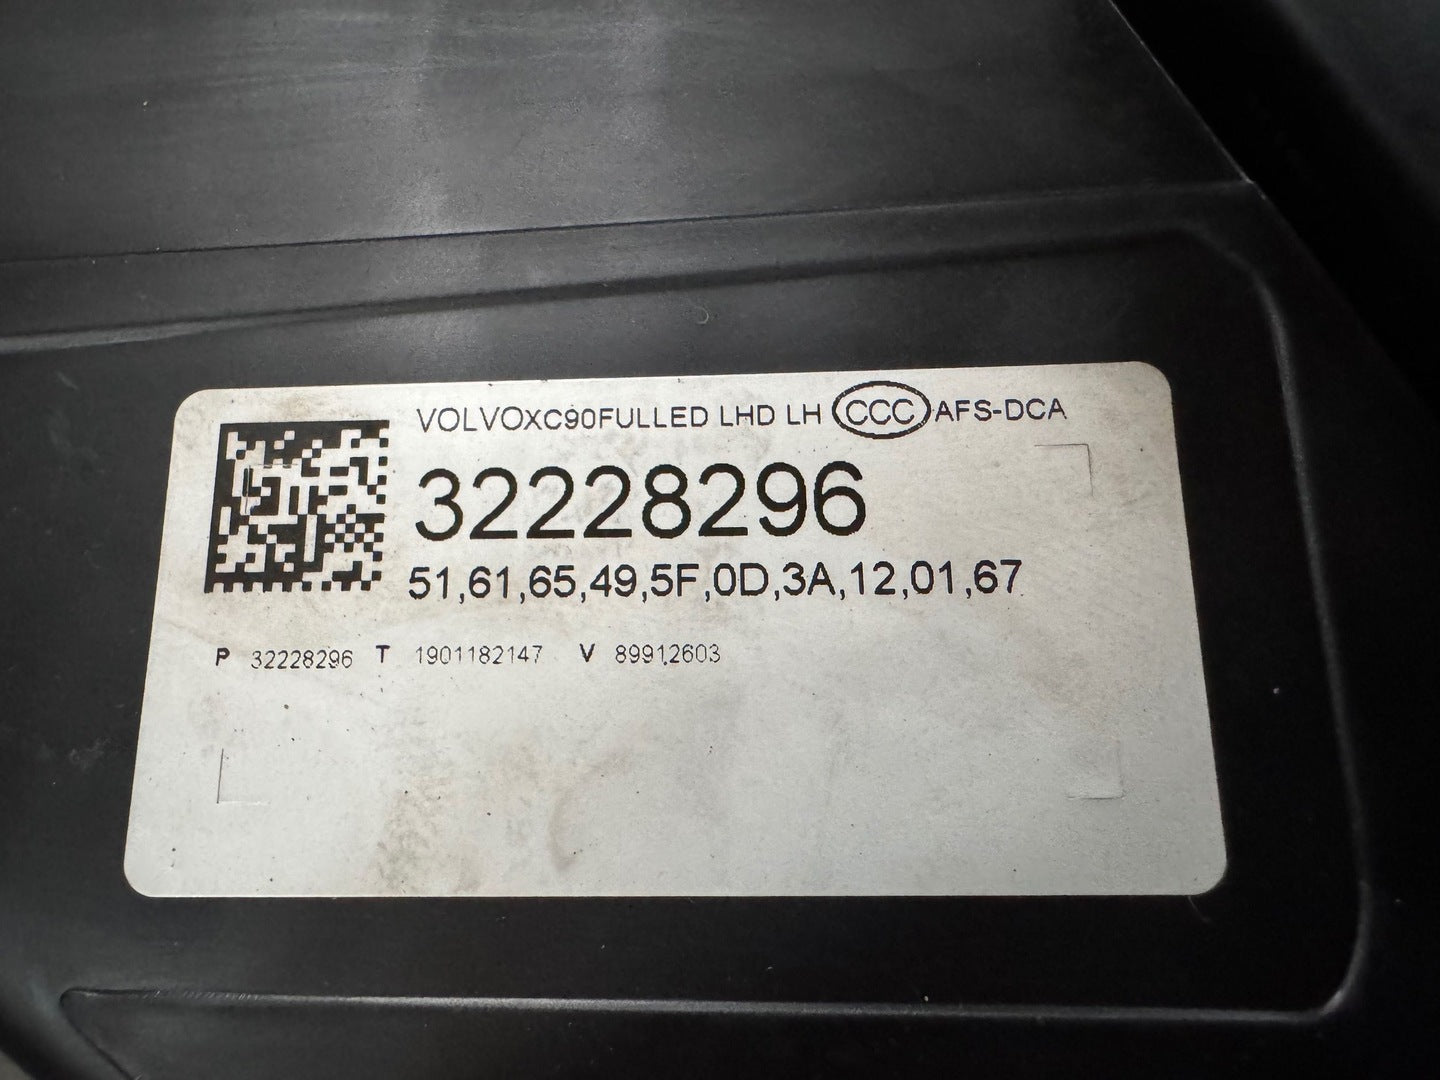 VOLVOXC90FULLED LHD LH CCC AFS-DCA
32228296
51,61,65,49,5F,0D,3A,12,01,67
P 32228296 T 1901182147 V 89912603